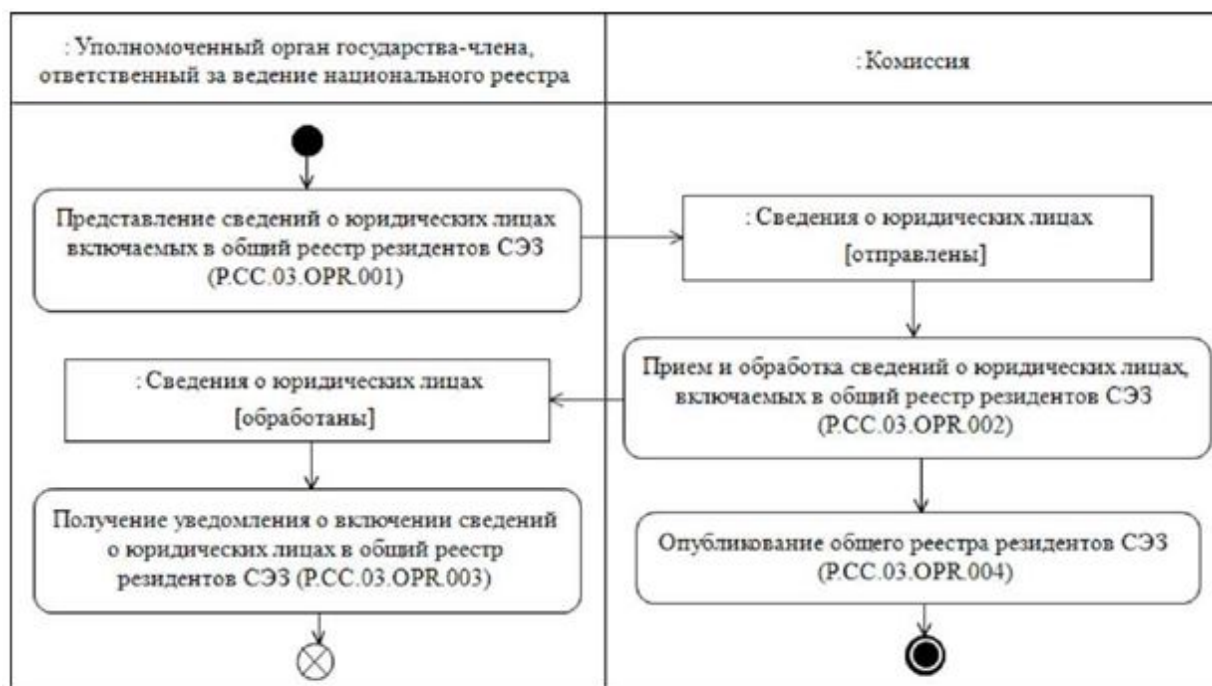 : Уполномоченный орган государства-члена,
ответственный за ведение национального реестра
: Комиссия
Представление сведений о юридических лицах
включаемых в общий реестр резидентов СЭЗ
(P.CC.03.OPR.001)
: Сведения о юридических лицах
[отправлены]
Прием и обработка сведений о юридических лицах,
включаемых в общий реестр резидентов СЭЗ
(P.CC.03.OPR.002)
: Сведения о юридических лицах
[обработаны]
Получение уведомления о включении сведений
о юридических лицах в общий реестр
резидентов СЭЗ (P.CC.03.OPR.003)
Опубликование общего реестра резидентов СЭЗ
(P.CC.03.OPR.004)